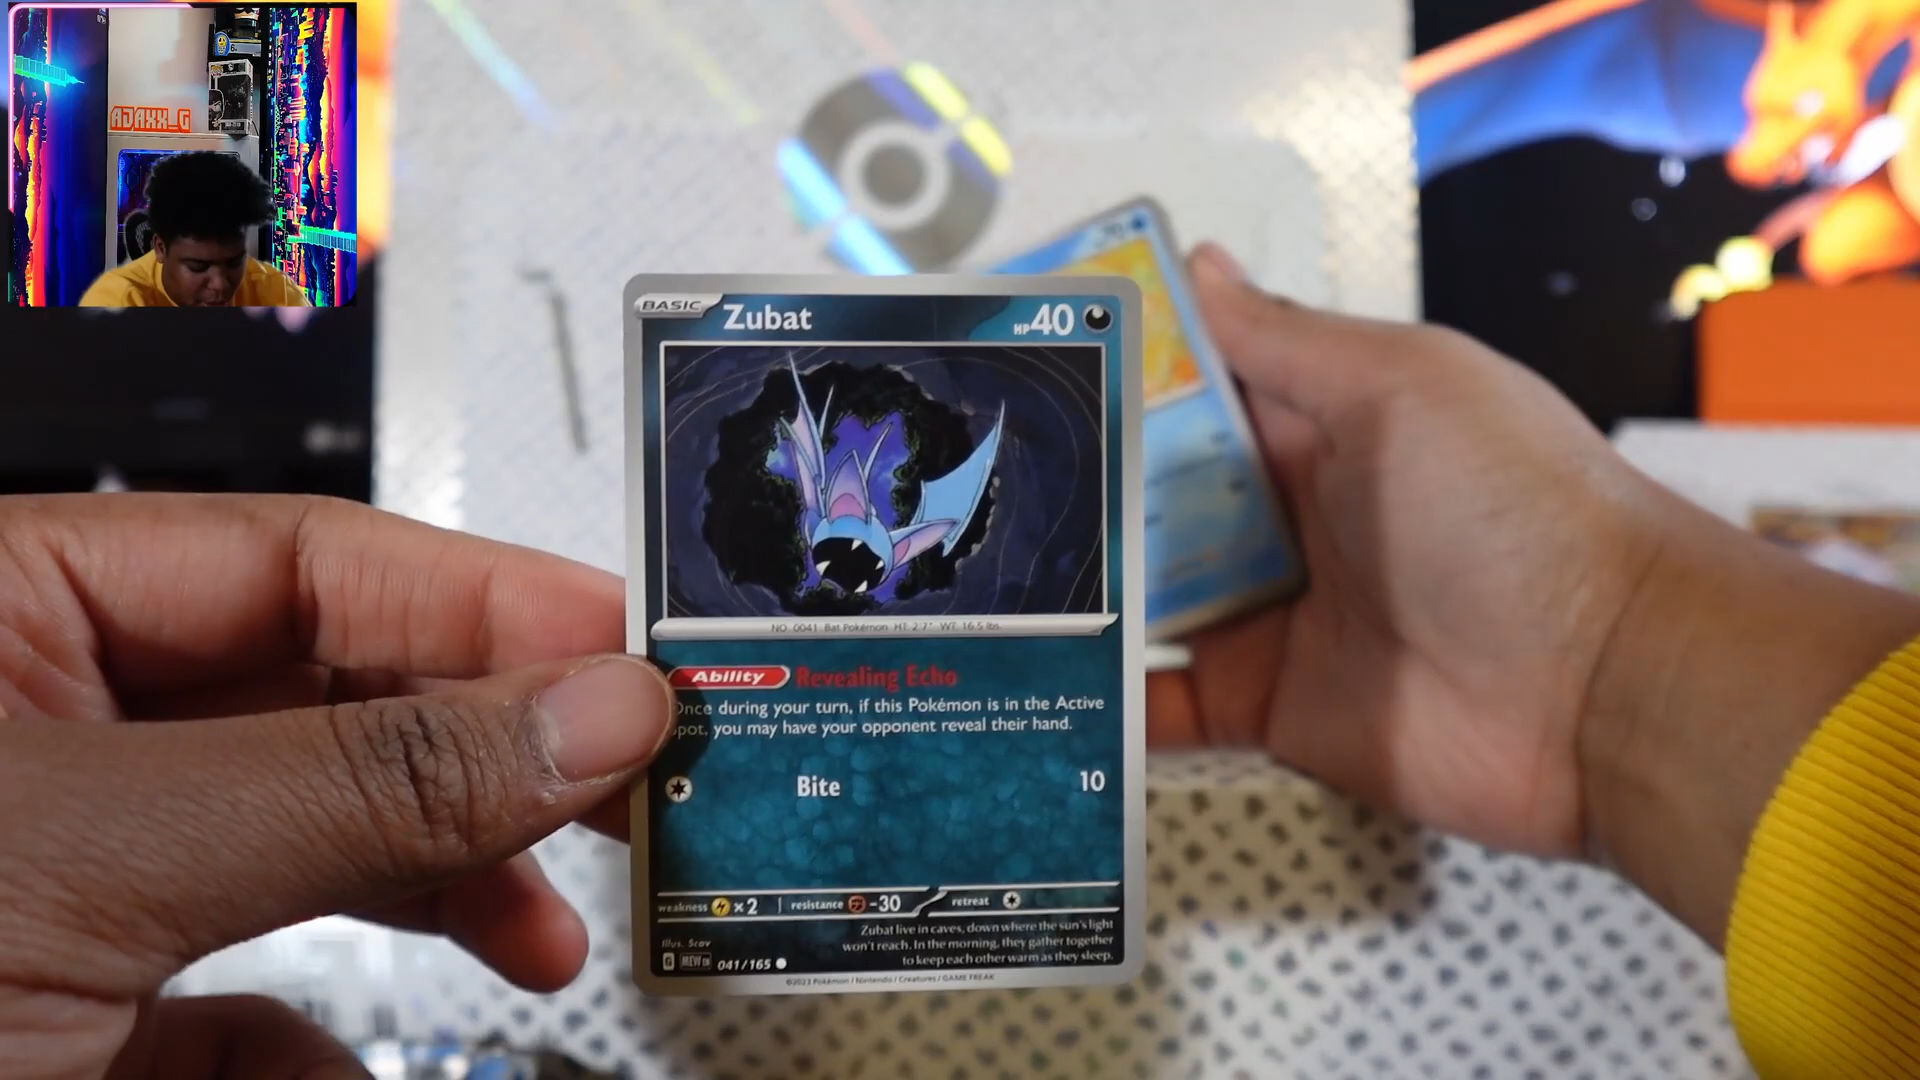 AJAXX_G
BASIC Zubat HP 40
NO. 0041 Bat Pokémon HT. 2'7" WT. 16.5 lbs.
Ability Revealing Echo
Once during your turn, if this Pokémon is in the Active
Spot, you may have your opponent reveal their hand.
Bite 10
weakness ×2 resistance -30 retreat
Zubat live in caves, down where the sun's light
won't reach. In the morning, they gather together
to keep each other warm as they sleep.
Illus. Scav
G MEW EN 041/165
©2023 Pokémon / Nintendo / Creatures / GAME FREAK